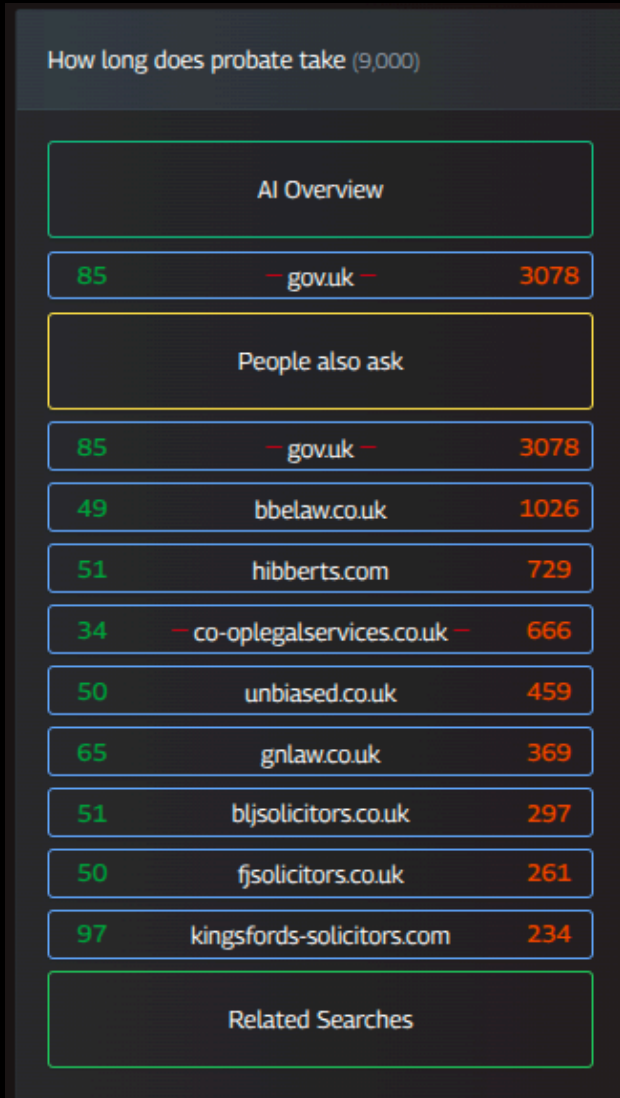 How long does probate take (9,000)
AI Overview
85 gov.uk 3078
People also ask
85 gov.uk 3078
49 bbelaw.co.uk 1026
51 hibberts.com 729
34 co-oplegalservices.co.uk 666
50 unbiased.co.uk 459
65 gnlaw.co.uk 369
51 bljsolicitors.co.uk 297
50 fjsolicitors.co.uk 261
97 kingsfords-solicitors.com 234
Related Searches